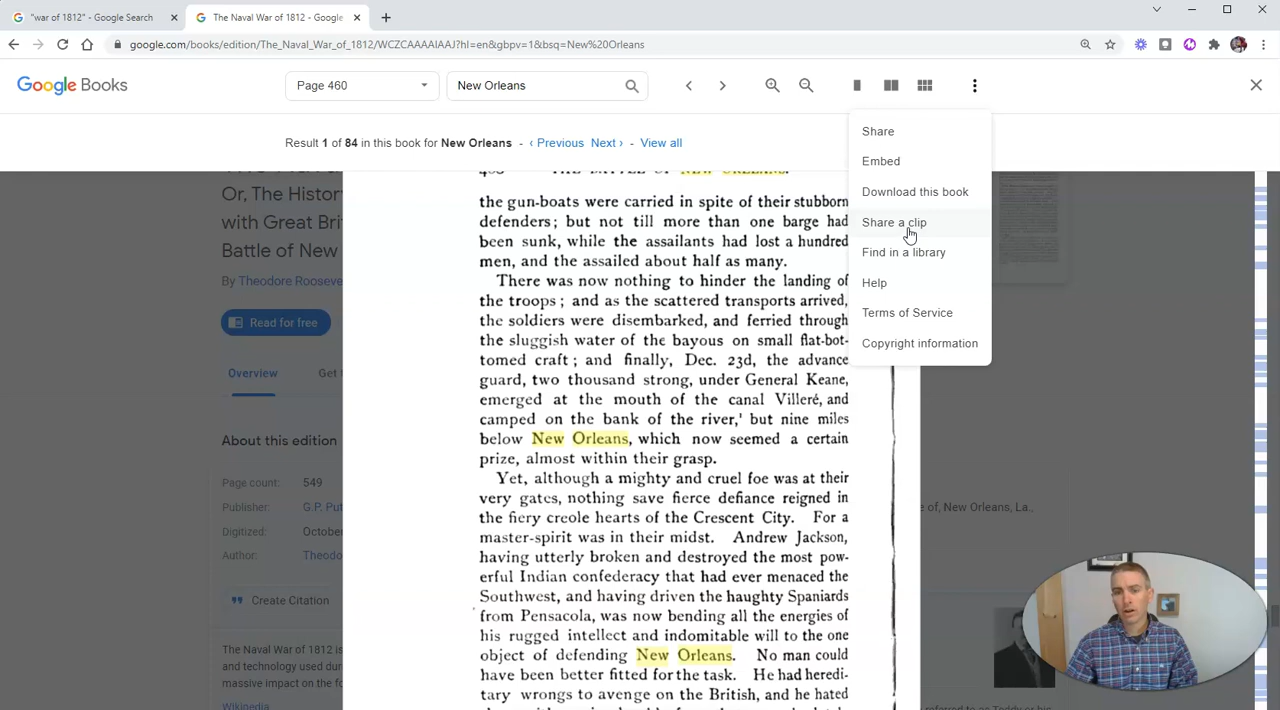 "war of 1812" - Google Search
The Naval War of 1812 - Google
google.com/books/edition/The_Naval_War_of_1812/WCZCAAAAIAAJ?hl=en&gbpv=1&bsq=New%20Orleans
Google Books
Page 460
New Orleans
Result 1 of 84 in this book for New Orleans - ‹ Previous Next › - View all
Share
Embed
Download this book
Share a clip
Find in a library
Help
Terms of Service
Copyright information
Or, The Histori
with Great Bri
Battle of New
By Theodore Rooseve
Read for free
Overview
Get t
About this edition
Page count: 549
Publisher: G.P. Put
Digitized: October
Author: Theodo
Create Citation
The Naval War of 1812 is
and technology used dur
massive impact on the fo
Wikipedia
THE BATTLE OF NEW ORLEANS.
the gun-boats were carried in spite of their stubborn
defenders; but not till more than one barge had
been sunk, while the assailants had lost a hundred
men, and the assailed about half as many.
There was now nothing to hinder the landing of
the troops; and as the scattered transports arrived,
the soldiers were disembarked, and ferried through
the sluggish water of the bayous on small flat-bot-
tomed craft; and finally, Dec. 23d, the advance
guard, two thousand strong, under General Keane,
emerged at the mouth of the canal Villeré, and
camped on the bank of the river,¹ but nine miles
below New Orleans, which now seemed a certain
prize, almost within their grasp.
Yet, although a mighty and cruel foe was at their
very gates, nothing save fierce defiance reigned in
the fiery creole hearts of the Crescent City. For a
master-spirit was in their midst. Andrew Jackson,
having utterly broken and destroyed the most pow-
erful Indian confederacy that had ever menaced the
Southwest, and having driven the haughty Spaniards
from Pensacola, was now bending all the energies of
his rugged intellect and indomitable will to the one
object of defending New Orleans. No man could
have been better fitted for the task. He had heredi-
tary wrongs to avenge on the British, and he hated
e of, New Orleans, La..